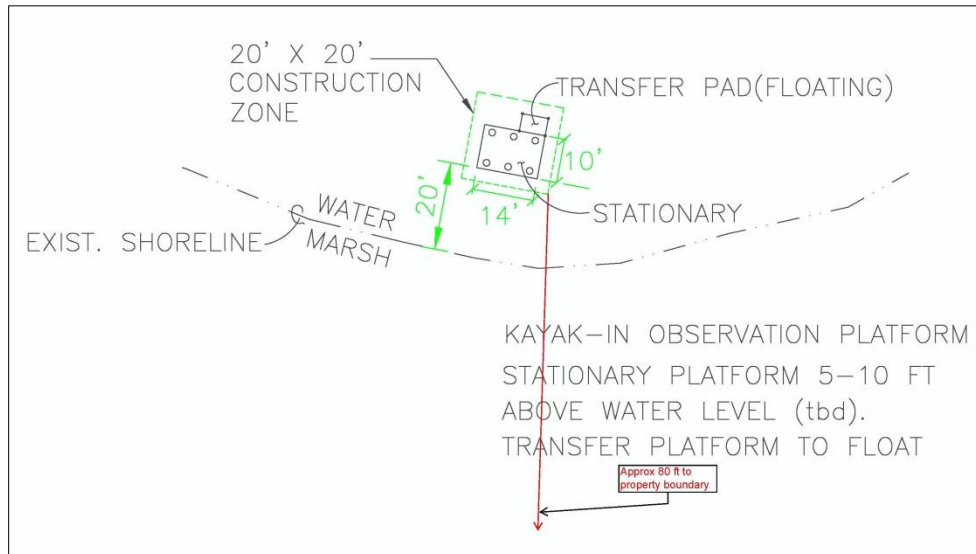 20' X 20'
CONSTRUCTION
ZONE
TRANSFER PAD(FLOATING)
10'
20'
14'
STATIONARY
WATER
MARSH
EXIST. SHORELINE
KAYAK-IN OBSERVATION PLATFORM
STATIONARY PLATFORM 5-10 FT
ABOVE WATER LEVEL (tbd).
TRANSFER PLATFORM TO FLOAT
Approx 80 ft to
property boundary